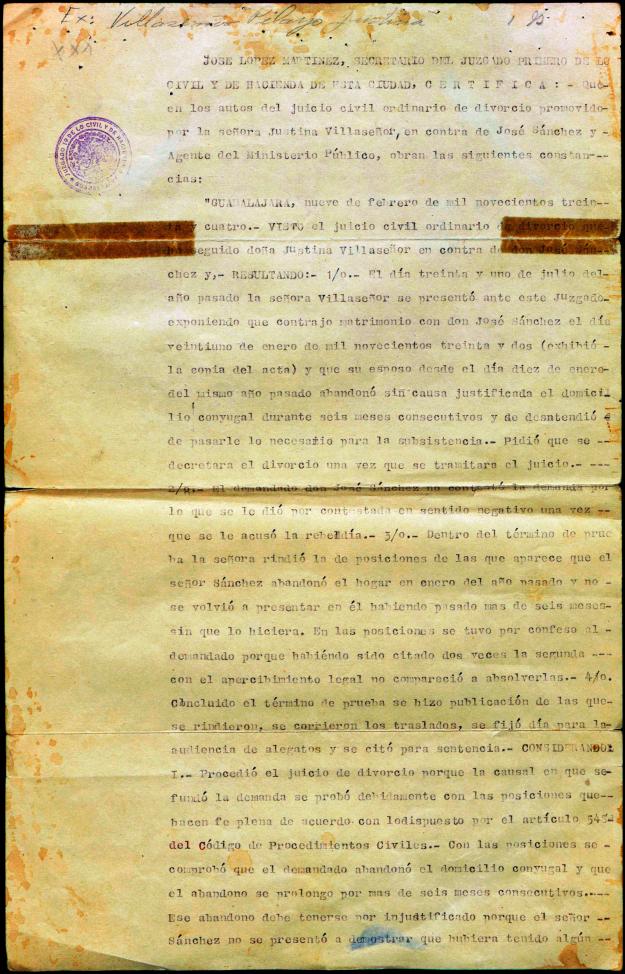 Ex: Villaseñor Pelayo Justina
XXX
JOSE LOPEZ MARTINEZ, SECRETARIO DEL JUZGADO PRIMERO DE LO
CIVIL Y DE HACIENDA DE ESTA CIUDAD, C E R T I F I C A : - Que
en los autos del juicio civil ordinario de divorcio promovido-
por la señora Justina Villaseñor, en contra de José Sánchez y -
Agente del Ministerio Público, obran las siguientes constan--
cias:
JUZGADO 1º DE LO CIVIL Y DE HACIENDA
"GUADALAJARA, nueve de febrero de mil novecientos trein--
ta y cuatro.- VISTO el juicio civil ordinario de divorcio que-
ha seguido doña Justina Villaseñor en contra de don José Sán-
chez y,- RESULTANDO:- 1/o.- El día treinta y uno de julio del-
año pasado la señora Villaseñor se presentó ante este Juzgado-
exponiendo que contrajo matrimonio con don José Sánchez el día
veintiuno de enero de mil novecientos treinta y dos (exhibió-
la copia del acta) y que su esposo desde el día diez de enero-
del mismo año pasado abandonó sin causa justificada el domici-
lio conyugal durante seis meses consecutivos y de desatendió
de pasarle lo necesario para la subsistencia.- Pidió que se --
decretara el divorcio una vez que se tramitara el juicio.- ---
2/o.- El demandado don José Sánchez no contestó la demanda por
lo que se le dió por contestada en sentido negativo una vez --
que se le acusó la rebeldía.- 3/o.- Dentro del término de prue
ba la señora rindió la de posiciones de las que aparece que el
señor Sánchez abandonó el hogar en enero del año pasado y no -
se volvió a presentar en él habiendo pasado mas de seis meses-
sin que lo hiciera. En las posiciones se tuvo por confeso al -
demandado porque habiéndo sido citado dos veces la segunda ---
con el apercibimiento legal no compareció a absolverlas.- 4/o.
Concluido el término de prueba se hizo publicación de las que-
se rindieron, se corrieron los traslados, se fijó día para la-
audiencia de alegatos y se citó para sentencia.- CONSIDERANDO:
I.- Procedió el juicio de divorcio porque la causal en que se-
fundó la demanda se probó debidamente con las posiciones que--
hacen fe plena de acuerdo con lodispuesto por el artículo
del Código de Procedimientos Civiles.- Con las posiciones se -
comprobó que el demandado abandonó el domicilio conyugal y que
el abandono se prolongo por mas de seis meses consecutivos.---
Ese abandono debe tenerse por injustificado porque el señor --
Sánchez no se presentó a demostrar que hubiera tenido algún --